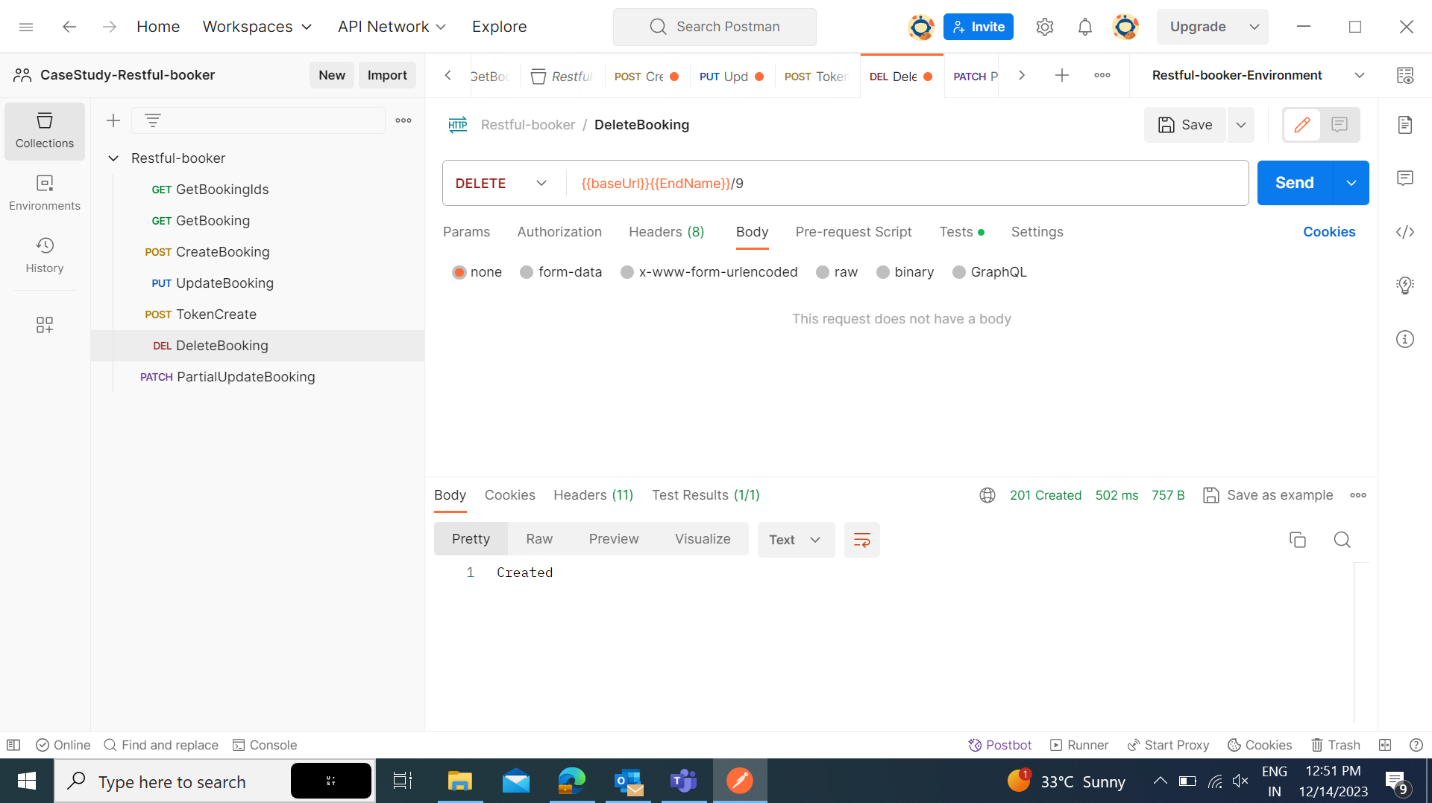 Home Workspaces API Network Explore Search Postman Invite Upgrade
CaseStudy-Restful-booker New Import GetBo Restful POST Cre PUT Upd POST Token DEL Dele PATCH P Restful-booker-Environment
Collections
Environments
History
Restful-booker
GET GetBookingIds
GET GetBooking
POST CreateBooking
PUT UpdateBooking
POST TokenCreate
DEL DeleteBooking
PATCH PartialUpdateBooking
HTTP Restful-booker / DeleteBooking Save
DELETE {{baseUrl}}{{EndName}}/9 Send
Params Authorization Headers (8) Body Pre-request Script Tests Settings Cookies
none form-data x-www-form-urlencoded raw binary GraphQL
This request does not have a body
Body Cookies Headers (11) Test Results (1/1) 201 Created 502 ms 757 B Save as example
Pretty Raw Preview Visualize Text
1 Created
Online Find and replace Console Postbot Runner Start Proxy Cookies Trash
Type here to search 1 33°C Sunny ENG IN 12:51 PM 12/14/2023 9